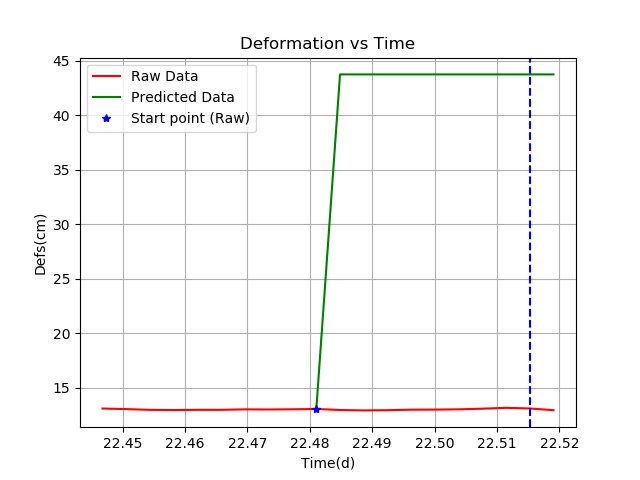 Deformation vs Time
Raw Data
Predicted Data
Start point (Raw)
45
40
35
30
25
20
15
Defs(cm)
22.45 22.46 22.47 22.48 22.49 22.50 22.51 22.52
Time(d)